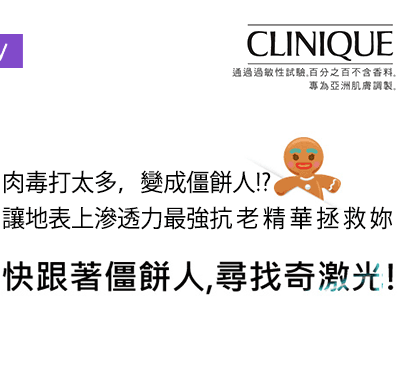 CLINIQUE
通過過敏性試驗,百分之百不含香料,
專為亞洲肌膚調製.
肉毒打太多，變成僵餅人!?
讓地表上滲透力最強抗老精華拯救妳
快跟著僵餅人,尋找奇激光!